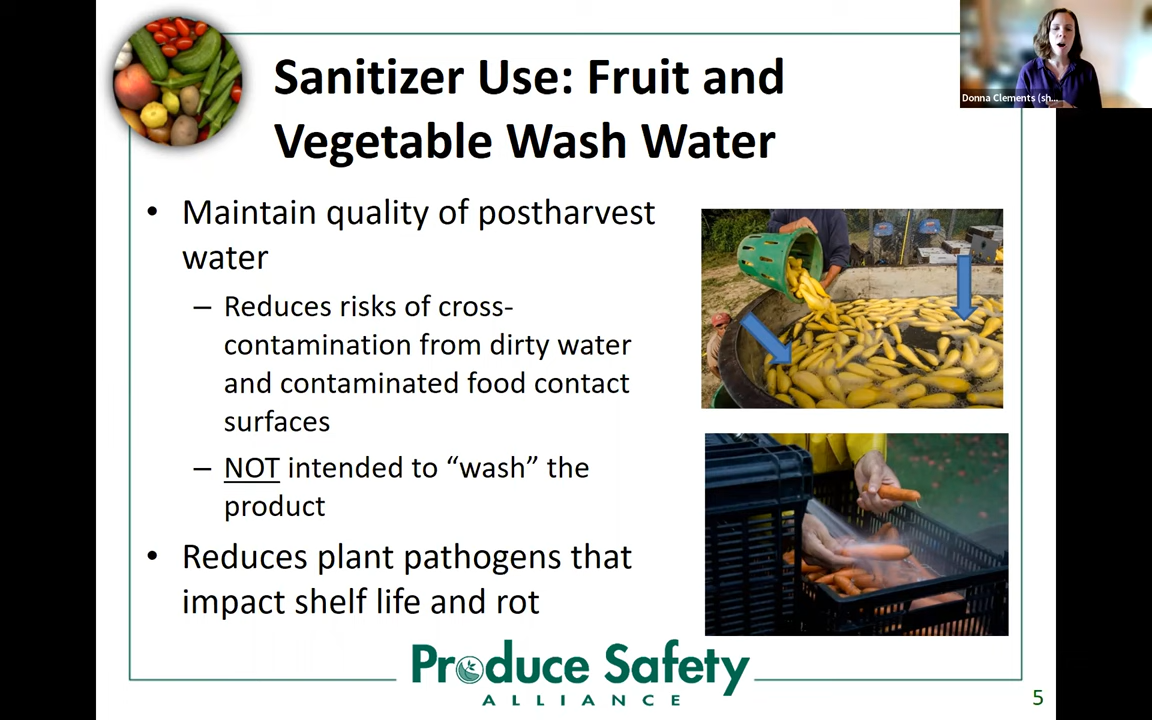 Sanitizer Use: Fruit and
Vegetable Wash Water
Donna Clements (sh...
• Maintain quality of postharvest
water
– Reduces risks of cross-
contamination from dirty water
and contaminated food contact
surfaces
– NOT intended to “wash” the
product
• Reduces plant pathogens that
impact shelf life and rot
Produce Safety
ALLIANCE
5